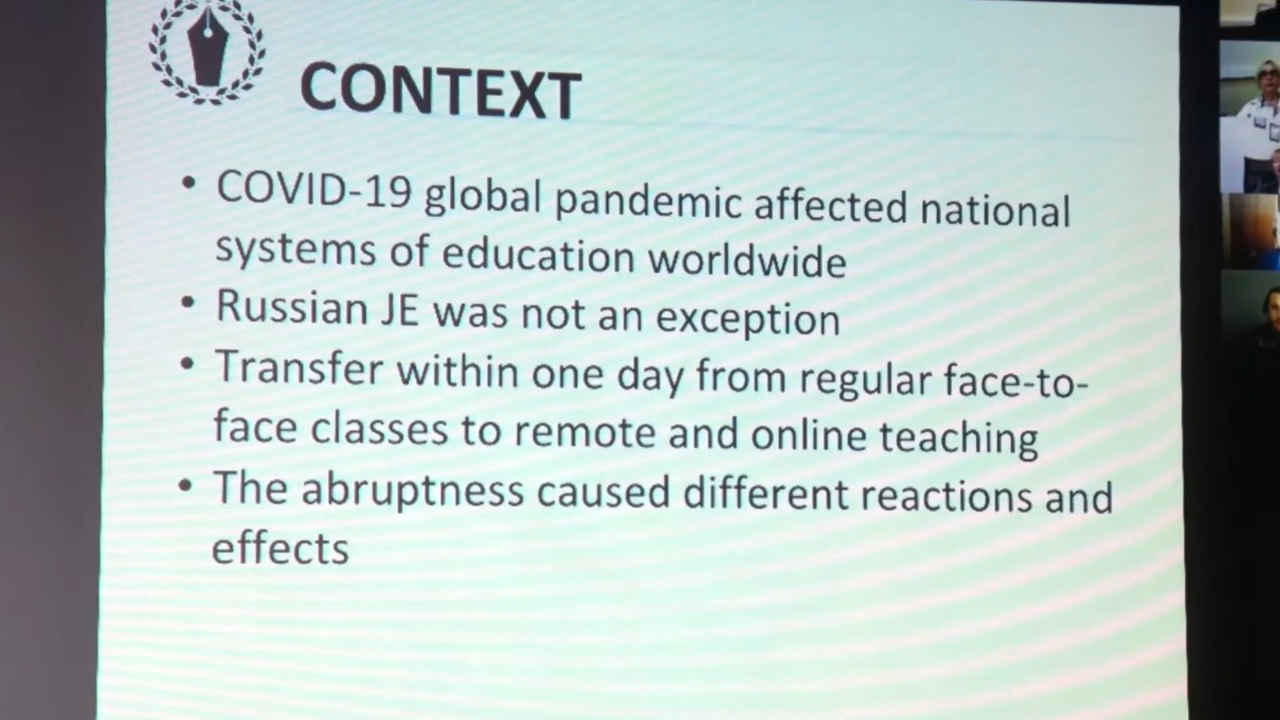 CONTEXT
• COVID-19 global pandemic affected national
systems of education worldwide
• Russian JE was not an exception
• Transfer within one day from regular face-to-
face classes to remote and online teaching
• The abruptness caused different reactions and
effects